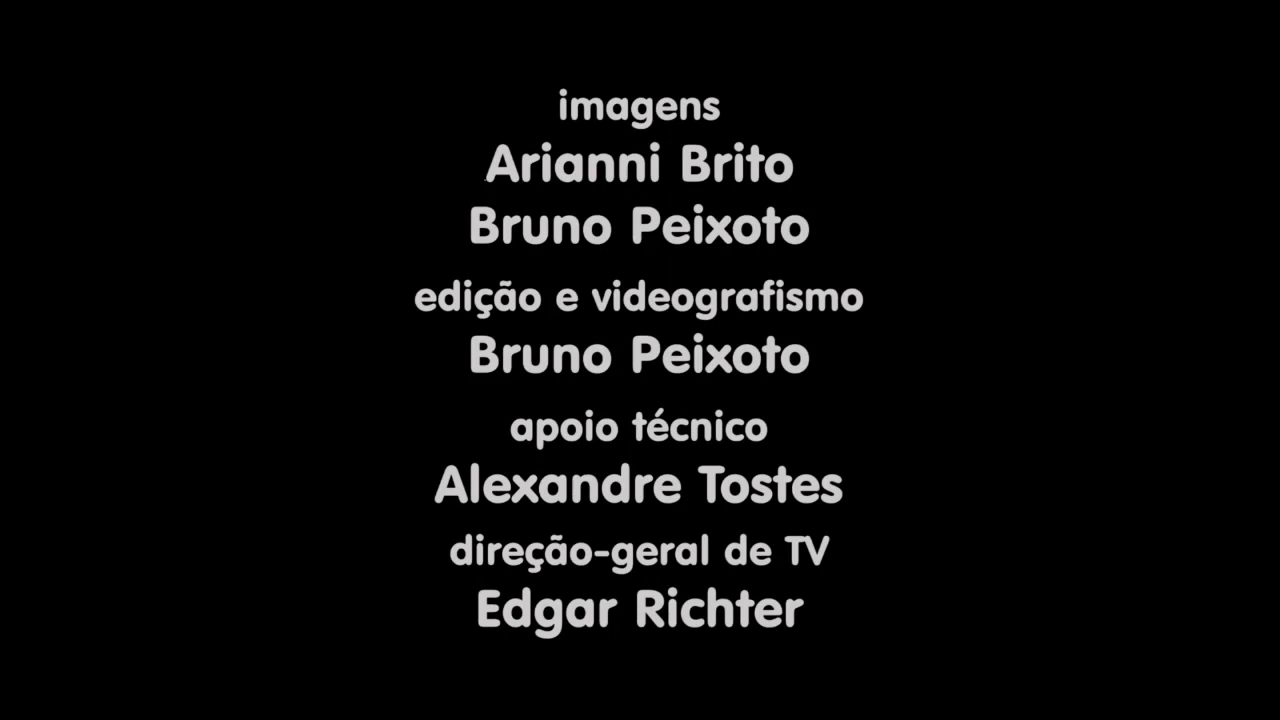 imagens
Arianni Brito
Bruno Peixoto
edição e videografismo
Bruno Peixoto
apoio técnico
Alexandre Tostes
direção-geral de TV
Edgar Richter